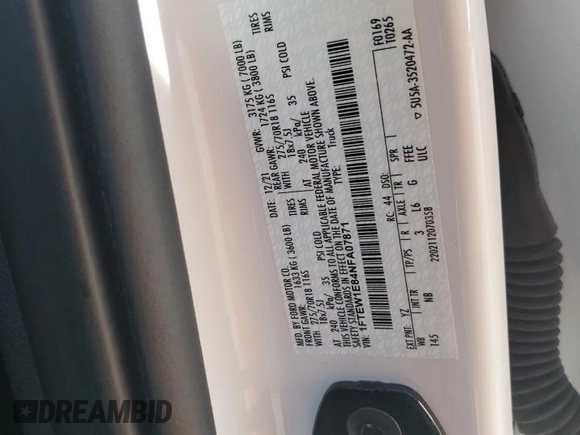 MFD. BY FORD MOTOR CO.
DATE: 12/21 GVWR: 3175 KG ( 7000 LB)
FRONT GAWR: 1633 KG ( 3600 LB) REAR GAWR: 1724 KG ( 3800 LB)
275/70R18 116S TIRES 275/70R18 116S TIRES
WITH 18x7.5J RIMS WITH 18x7.5J RIMS
AT 240 kPa/ 35 PSI COLD AT 240 kPa/ 35 PSI COLD
THIS VEHICLE CONFORMS TO ALL APPLICABLE FEDERAL MOTOR VEHICLE
SAFETY STANDARDS IN EFFECT ON THE DATE OF MANUFACTURE SHOWN ABOVE.
VIN: 1FTEW1E84NFA07871
TYPE: Truck
F0169
T0265
EXT PNT: YZ RC: 44 DSO:
WB INT TR TP/PS R AXLE TR SPR
145 NB 3 L6 G FFEE
ULC
2202112070358
▽ 5U5A-3520472-AA
DREAMBID